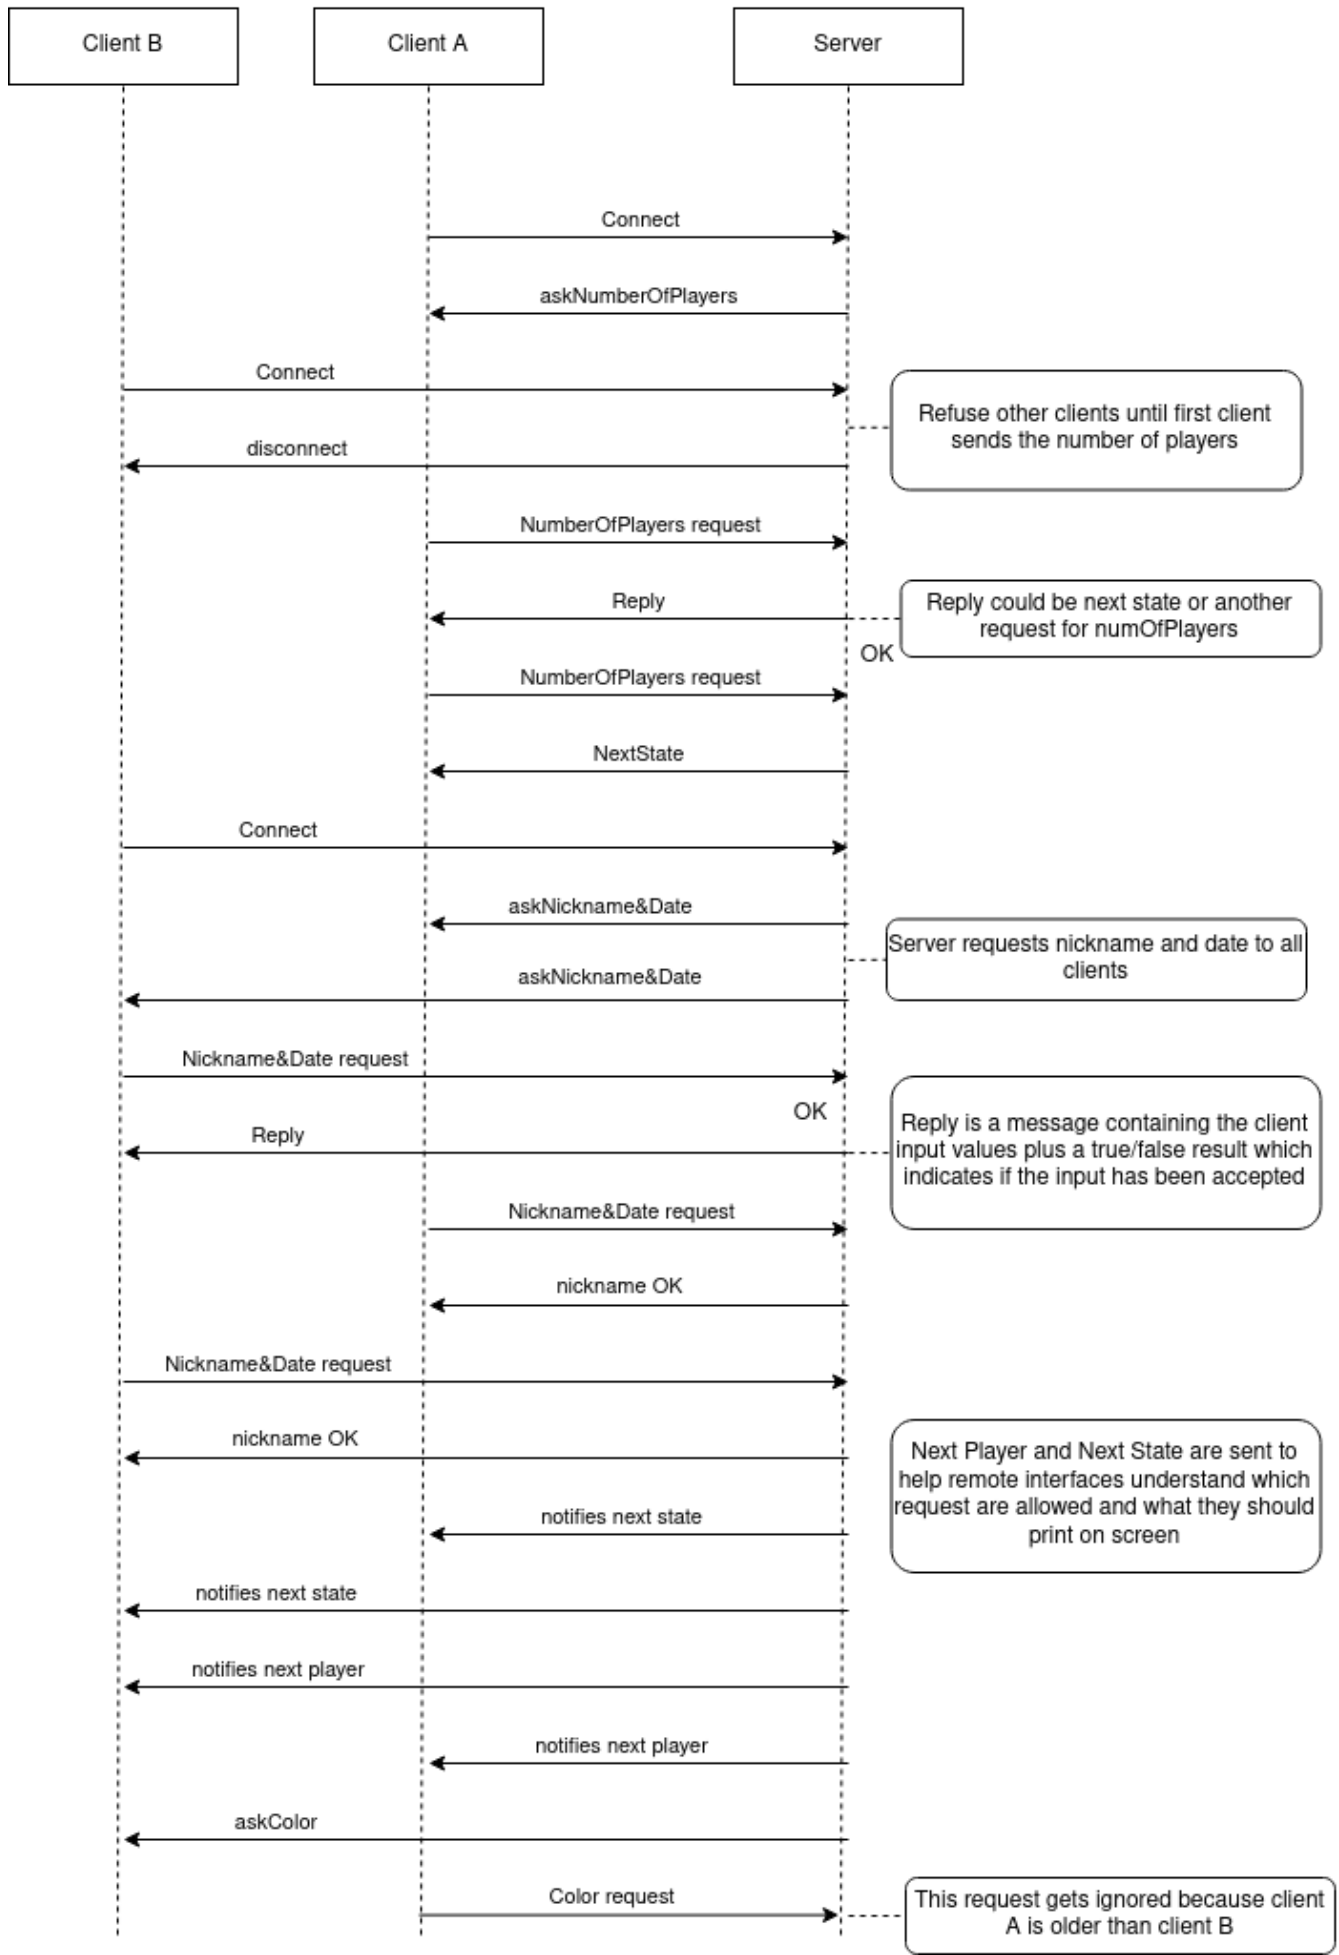 Client B
Client A
Server
Connect
askNumberOfPlayers
Connect
Refuse other clients until first client
sends the number of players
disconnect
NumberOfPlayers request
Reply
Reply could be next state or another
request for numOfPlayers
OK
NumberOfPlayers request
NextState
Connect
askNickname&Date
Server requests nickname and date to all
clients
askNickname&Date
Nickname&Date request
OK
Reply
Reply is a message containing the client
input values plus a true/false result which
indicates if the input has been accepted
Nickname&Date request
nickname OK
Nickname&Date request
nickname OK
Next Player and Next State are sent to
help remote interfaces understand which
request are allowed and what they should
print on screen
notifies next state
notifies next state
notifies next player
notifies next player
askColor
Color request
This request gets ignored because client
A is older than client B